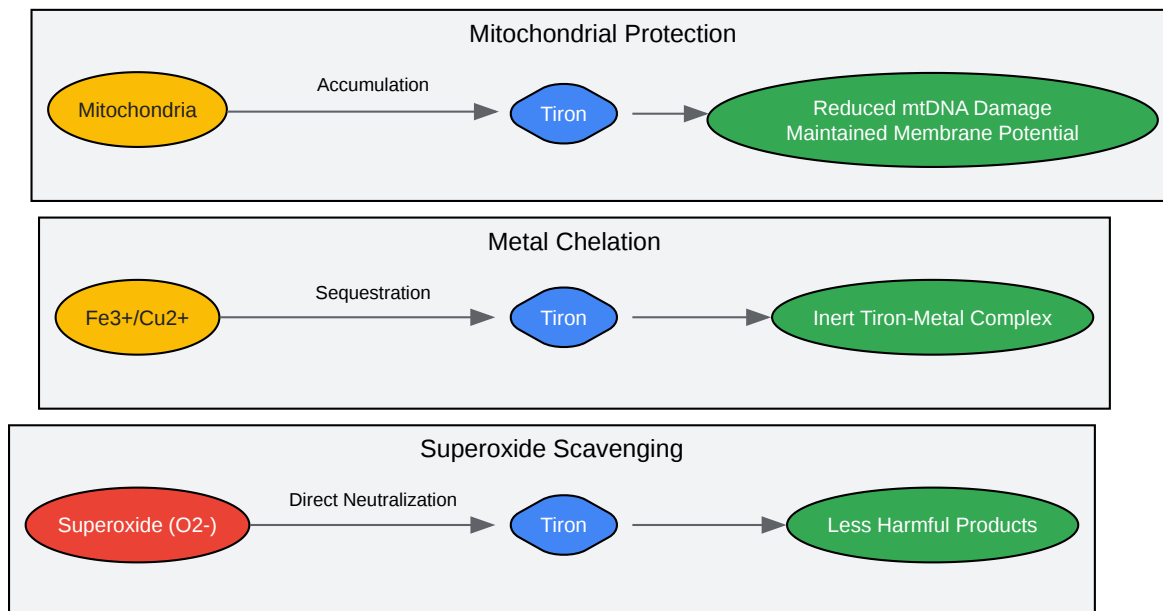 Mitochondrial Protection
Mitochondria
Accumulation
Tiron
Reduced mtDNA Damage
Maintained Membrane Potential
Metal Chelation
Fe3+/Cu2+
Sequestration
Tiron
Inert Tiron-Metal Complex
Superoxide Scavenging
Superoxide (O2-)
Direct Neutralization
Tiron
Less Harmful Products